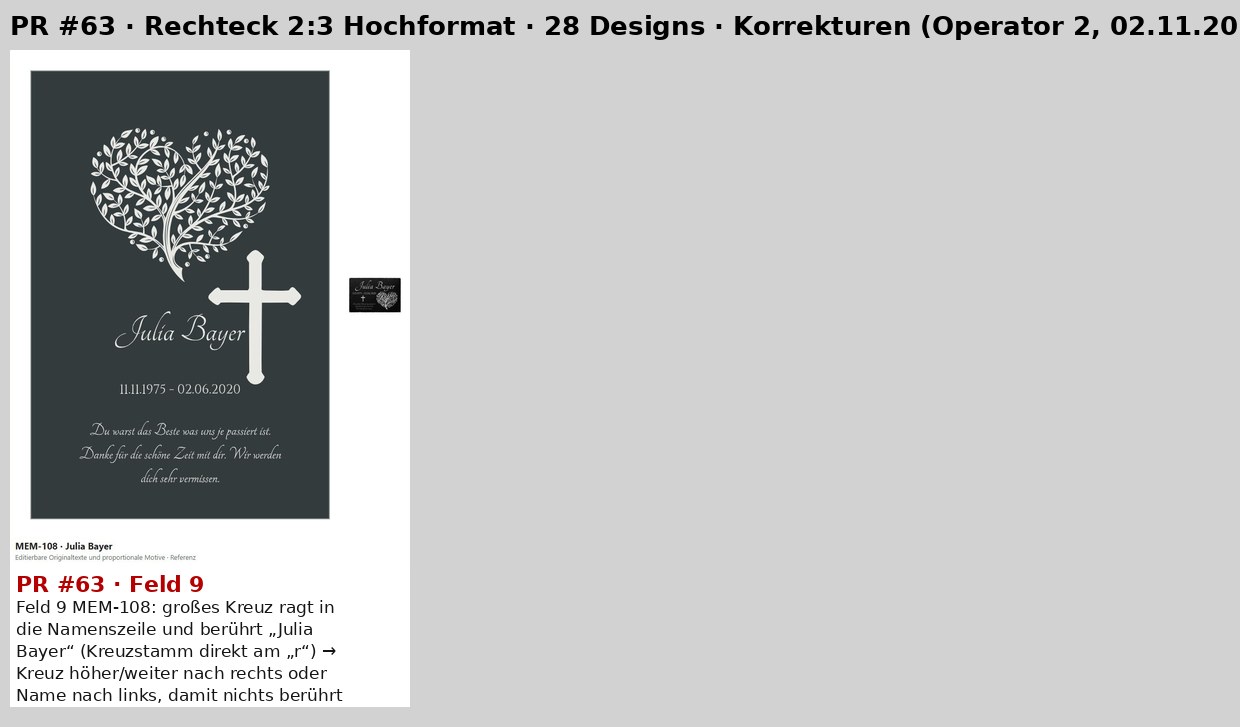 PR #63 · Rechteck 2:3 Hochformat · 28 Designs · Korrekturen (Operator 2, 02.11.20
Julia Bayer
11.11.1975 - 02.06.2020
Du warst das Beste was uns je passiert ist.
Danke für die schöne Zeit mit dir. Wir werden
dich sehr vermissen.
Julia Bayer
MEM-108 · Julia Bayer
Editierbare Originaltexte und proportionale Motive · Referenz
PR #63 · Feld 9
Feld 9 MEM-108: großes Kreuz ragt in
die Namenszeile und berührt „Julia
Bayer“ (Kreuzstamm direkt am „r“) →
Kreuz höher/weiter nach rechts oder
Name nach links, damit nichts berührt